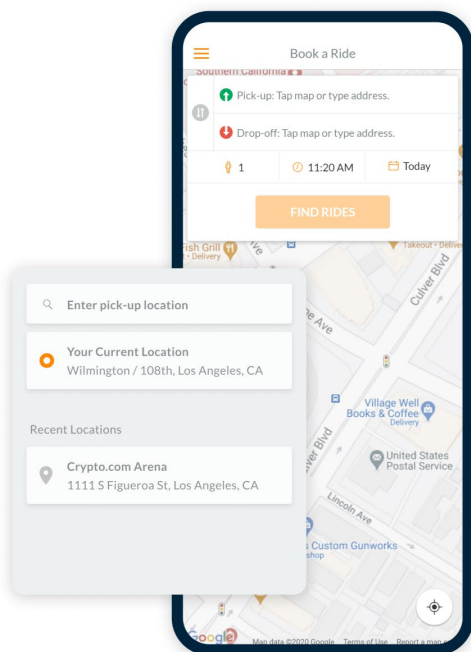 Book a Ride
Southern California
Pick-up: Tap map or type address.
Drop-off: Tap map or type address.
1
11:20 AM
Today
FIND RIDES
Fish Grill
Takeout • Delivery
• Delivery
Ave
Culver Blvd
Enter pick-up location
Your Current Location
Wilmington / 108th, Los Angeles, CA
Recent Locations
Crypto.com Arena
1111 S Figueroa St, Los Angeles, CA
Ave
Village Well
Books & Coffee
Delivery
Blvd
United States
Postal Service
Lincoln Ave
Custom Gunworks
Google
Map data ©2020 Google
Terms of Use
Report a map